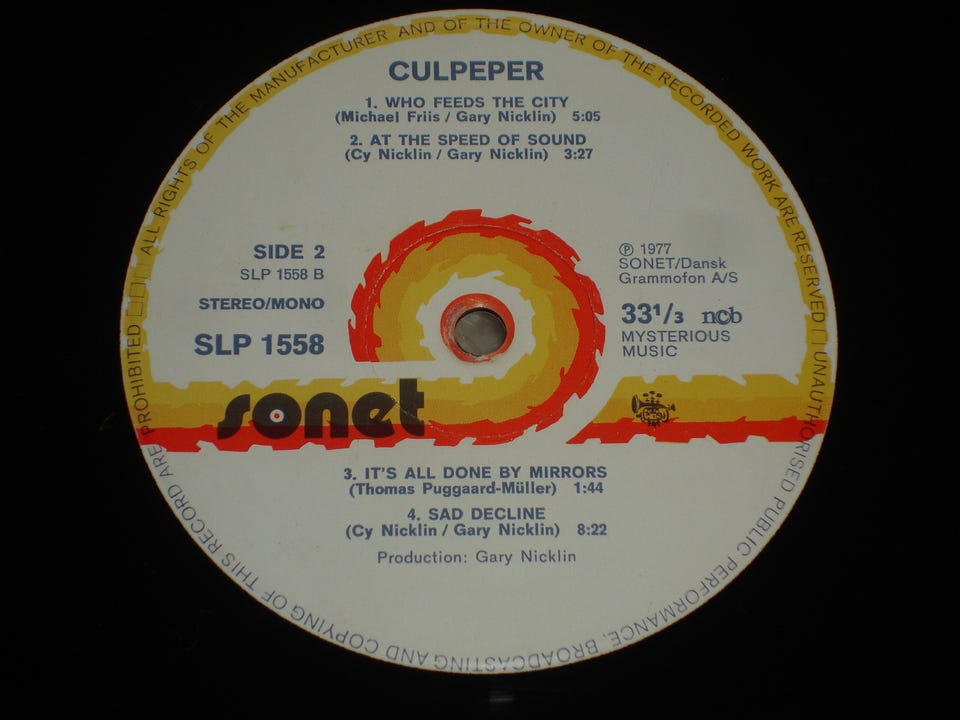 ALL RIGHTS OF THE MANUFACTURER AND OF THE OWNER OF THE RECORDED WORK ARE RESERVED □ UNAUTHORISED PUBLIC PERFORMANCE, BROADCASTING AND COPYING OF THIS RECORD ARE PROHIBITED □□□
CULPEPER
1. WHO FEEDS THE CITY
(Michael Friis / Gary Nicklin) 5:05
2. AT THE SPEED OF SOUND
(Cy Nicklin / Gary Nicklin) 3:27
SIDE 2
SLP 1558 B
STEREO/MONO
SLP 1558
℗ 1977
SONET/Dansk
Grammofon A/S
33 1/3 ncb
MYSTERIOUS
MUSIC
sonet
3. IT'S ALL DONE BY MIRRORS
(Thomas Puggaard-Müller) 1:44
4. SAD DECLINE
(Cy Nicklin / Gary Nicklin) 8:22
Production: Gary Nicklin